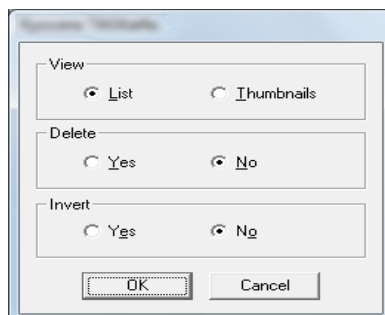 View
List Thumbnails
Delete
Yes No
Invert
Yes No
OK Cancel